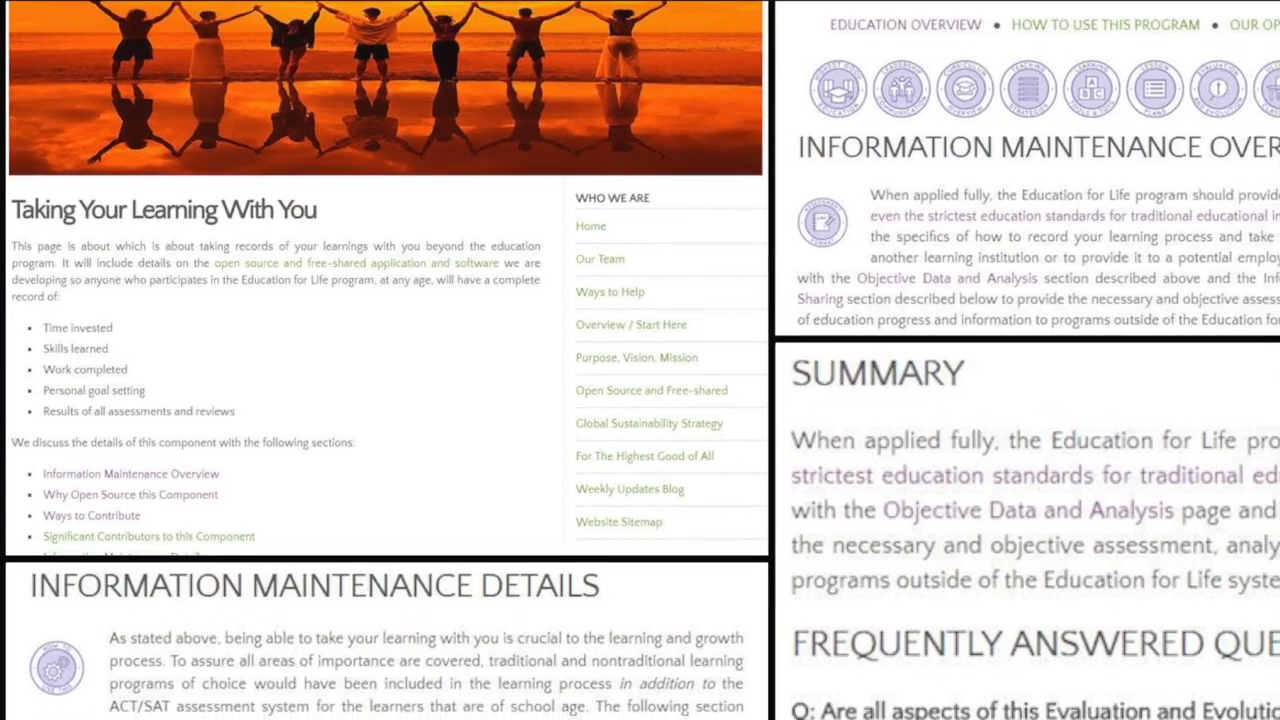 Taking Your Learning With You
This page is about which is about taking records of your learnings with you beyond the education
program. It will include details on the open source and free-shared application and software we are
developing so anyone who participates in the Education for Life program, at any age, will have a complete
record of:
Time invested
Skills learned
Work completed
Personal goal setting
Results of all assessments and reviews
We discuss the details of this component with the following sections:
Information Maintenance Overview
Why Open Source this Component
Ways to Contribute
Significant Contributors to this Component
WHO WE ARE
Home
Our Team
Ways to Help
Overview / Start Here
Purpose, Vision, Mission
Open Source and Free-shared
Global Sustainability Strategy
For The Highest Good of All
Weekly Updates Blog
Website Sitemap
INFORMATION MAINTENANCE DETAILS
As stated above, being able to take your learning with you is crucial to the learning and growth
process. To assure all areas of importance are covered, traditional and nontraditional learning
programs of choice would have been included in the learning process in addition to the
ACT/SAT assessment system for the learners that are of school age. The following section
EDUCATION OVERVIEW • HOW TO USE THIS PROGRAM • OUR OP
INFORMATION MAINTENANCE OVER
When applied fully, the Education for Life program should provid
even the strictest education standards for traditional educational i
the specifics of how to record your learning process and take
another learning institution or to provide it to a potential employ
with the Objective Data and Analysis section described above and the Inf
Sharing section described below to provide the necessary and objective asses
of education progress and information to programs outside of the Education fo
SUMMARY
When applied fully, the Education for Life pro
strictest education standards for traditional ed
with the Objective Data and Analysis page and
the necessary and objective assessment, analy
programs outside of the Education for Life syste
FREQUENTLY ANSWERED QUE
Q: Are all aspects of this Evaluation and Evolutio